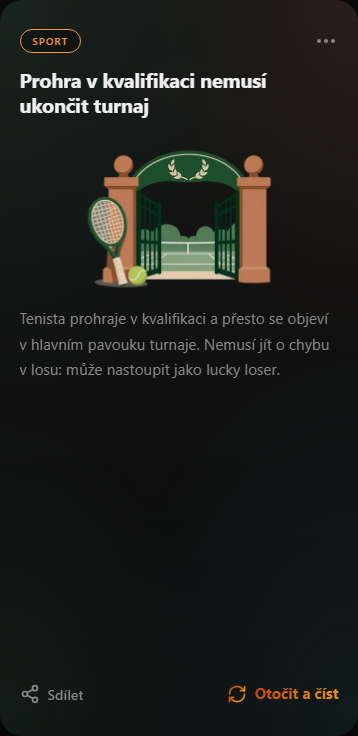 SPORT
Prohra v kvalifikaci nemusí
ukončit turnaj
Tenista prohraje v kvalifikaci a přesto se objeví
v hlavním pavouku turnaje. Nemusí jít o chybu
v losu: může nastoupit jako lucky loser.
Sdílet
Otočit a číst